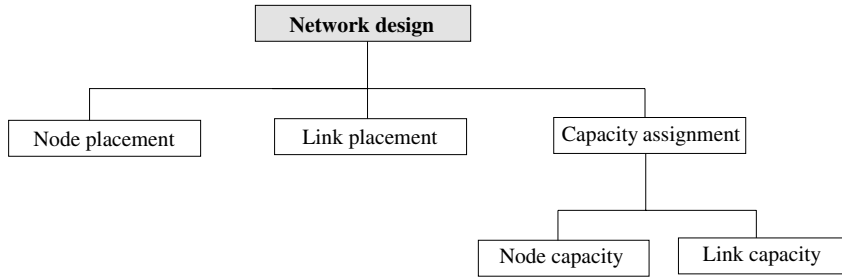 Network design
Node placement
Link placement
Capacity assignment
Node capacity
Link capacity